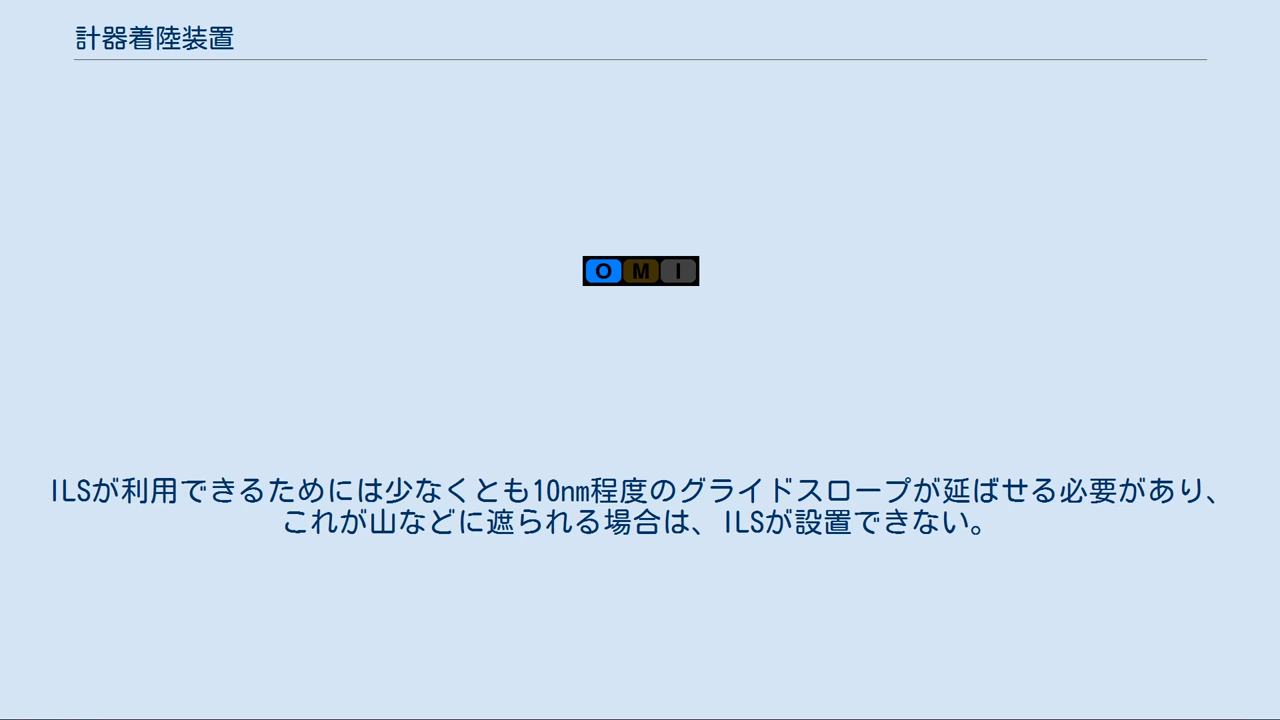 計器着陸装置
O M I
ILSが利用できるためには少なくとも10nm程度のグライドスロープが延ばせる必要があり、
これが山などに遮られる場合は、ILSが設置できない。